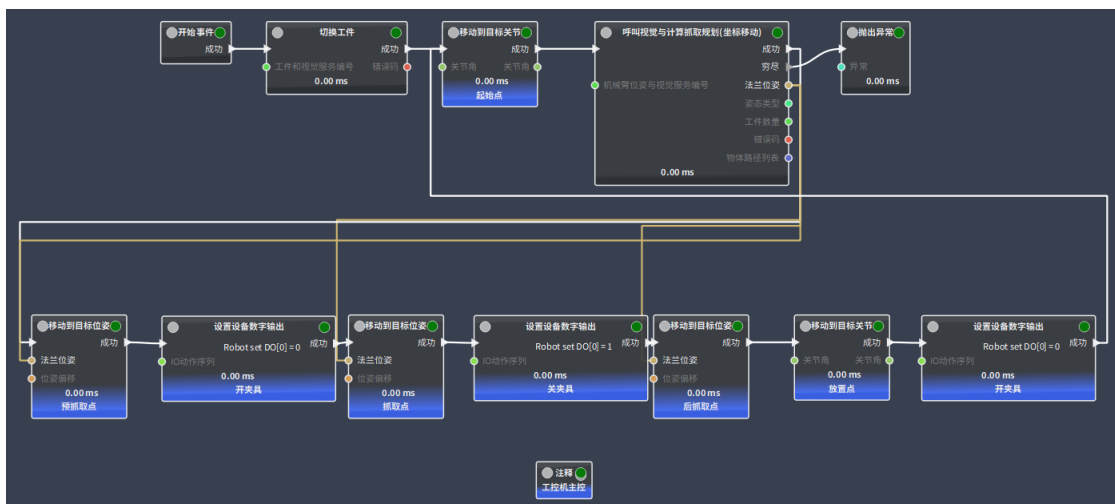 开始事件
成功
切换工件
成功
工件和视觉服务编号 错误码
0.00 ms
移动到目标关节
成功
关节角 关节角
0.00 ms
起始点
呼叫视觉与计算抓取规划(坐标移动)
成功
穷尽
机械臂位姿与视觉服务编号 法兰位姿
姿态类型
工件数量
错误码
物体路径列表
0.00 ms
抛出异常
异常
0.00 ms
移动到目标位姿
成功
法兰位姿
位姿偏移
0.00 ms
预抓取点
设置设备数字输出
Robot set DO[0] = 0 成功
IO动作序列
0.00 ms
开夹具
移动到目标位姿
成功
法兰位姿
位姿偏移
0.00 ms
抓取点
设置设备数字输出
Robot set DO[0] = 1 成功
IO动作序列
0.00 ms
关夹具
移动到目标位姿
成功
法兰位姿
位姿偏移
0.00 ms
后抓取点
移动到目标关节
成功
关节角 关节角
0.00 ms
放置点
设置设备数字输出
Robot set DO[0] = 0 成功
IO动作序列
0.00 ms
开夹具
注释
工控机主控